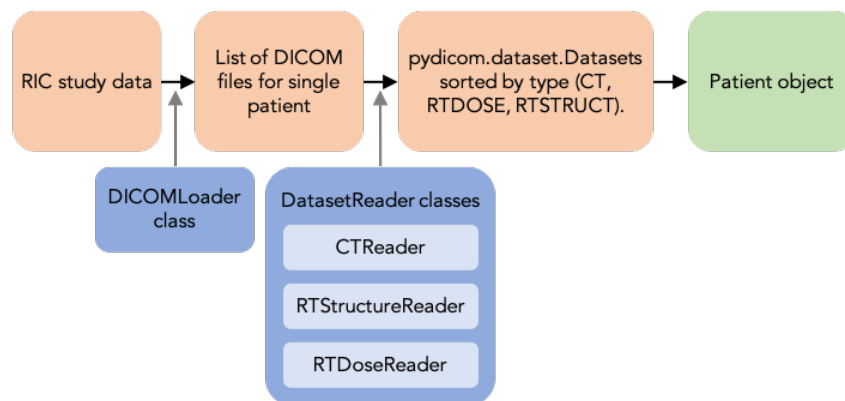 RIC study data
List of DICOM
files for single
patient
pydicom.dataset.Datasets
sorted by type (CT,
RTDOSE, RTSTRUCT).
Patient object
DICOMLoader
class
DatasetReader classes
CTReader
RTStructureReader
RTDoseReader